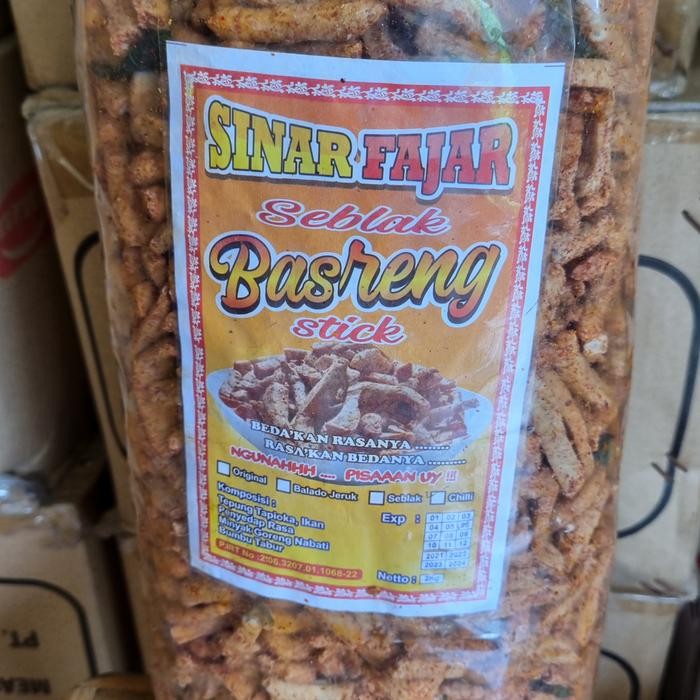 SINAR FAJAR
Seblak
Basreng
stick
BEDA'KAN RASANYA ........
RASA'KAN BEDANYA .........
NGUNAHHH .... PISAAAN UY !!!
Original Balado Jeruk Seblak Chilli
Komposisi :
Tepung Tapioka, Ikan
Penyedap Rasa
Minyak Goreng Nabati
Bumbu Tabur
Exp : 01 02 03
04 05
07 08 09
10 11 12
2021 2022
2023 2024
P.IRT No :2.06.3207.01.1068-22
Netto : 2Kg
PT.